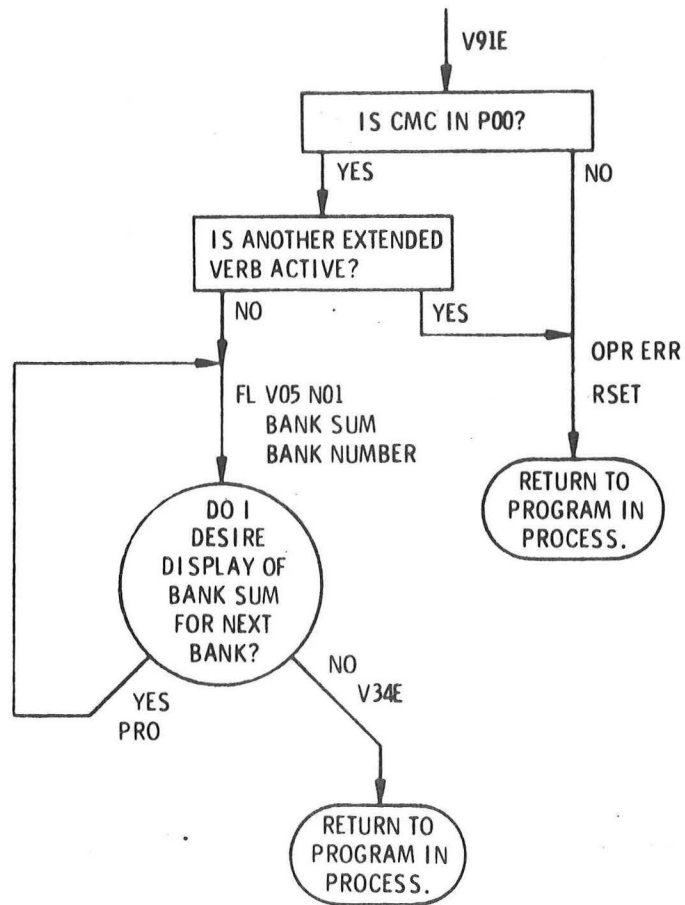 V91E
IS CMC IN P00?
YES
NO
IS ANOTHER EXTENDED
VERB ACTIVE?
NO
YES
OPR ERR
RSET
FL V05 N01
BANK SUM
BANK NUMBER
RETURN TO
PROGRAM IN
PROCESS.
DO I
DESIRE
DISPLAY OF
BANK SUM
FOR NEXT
BANK?
YES
PRO
NO
V34E
RETURN TO
PROGRAM IN
PROCESS.